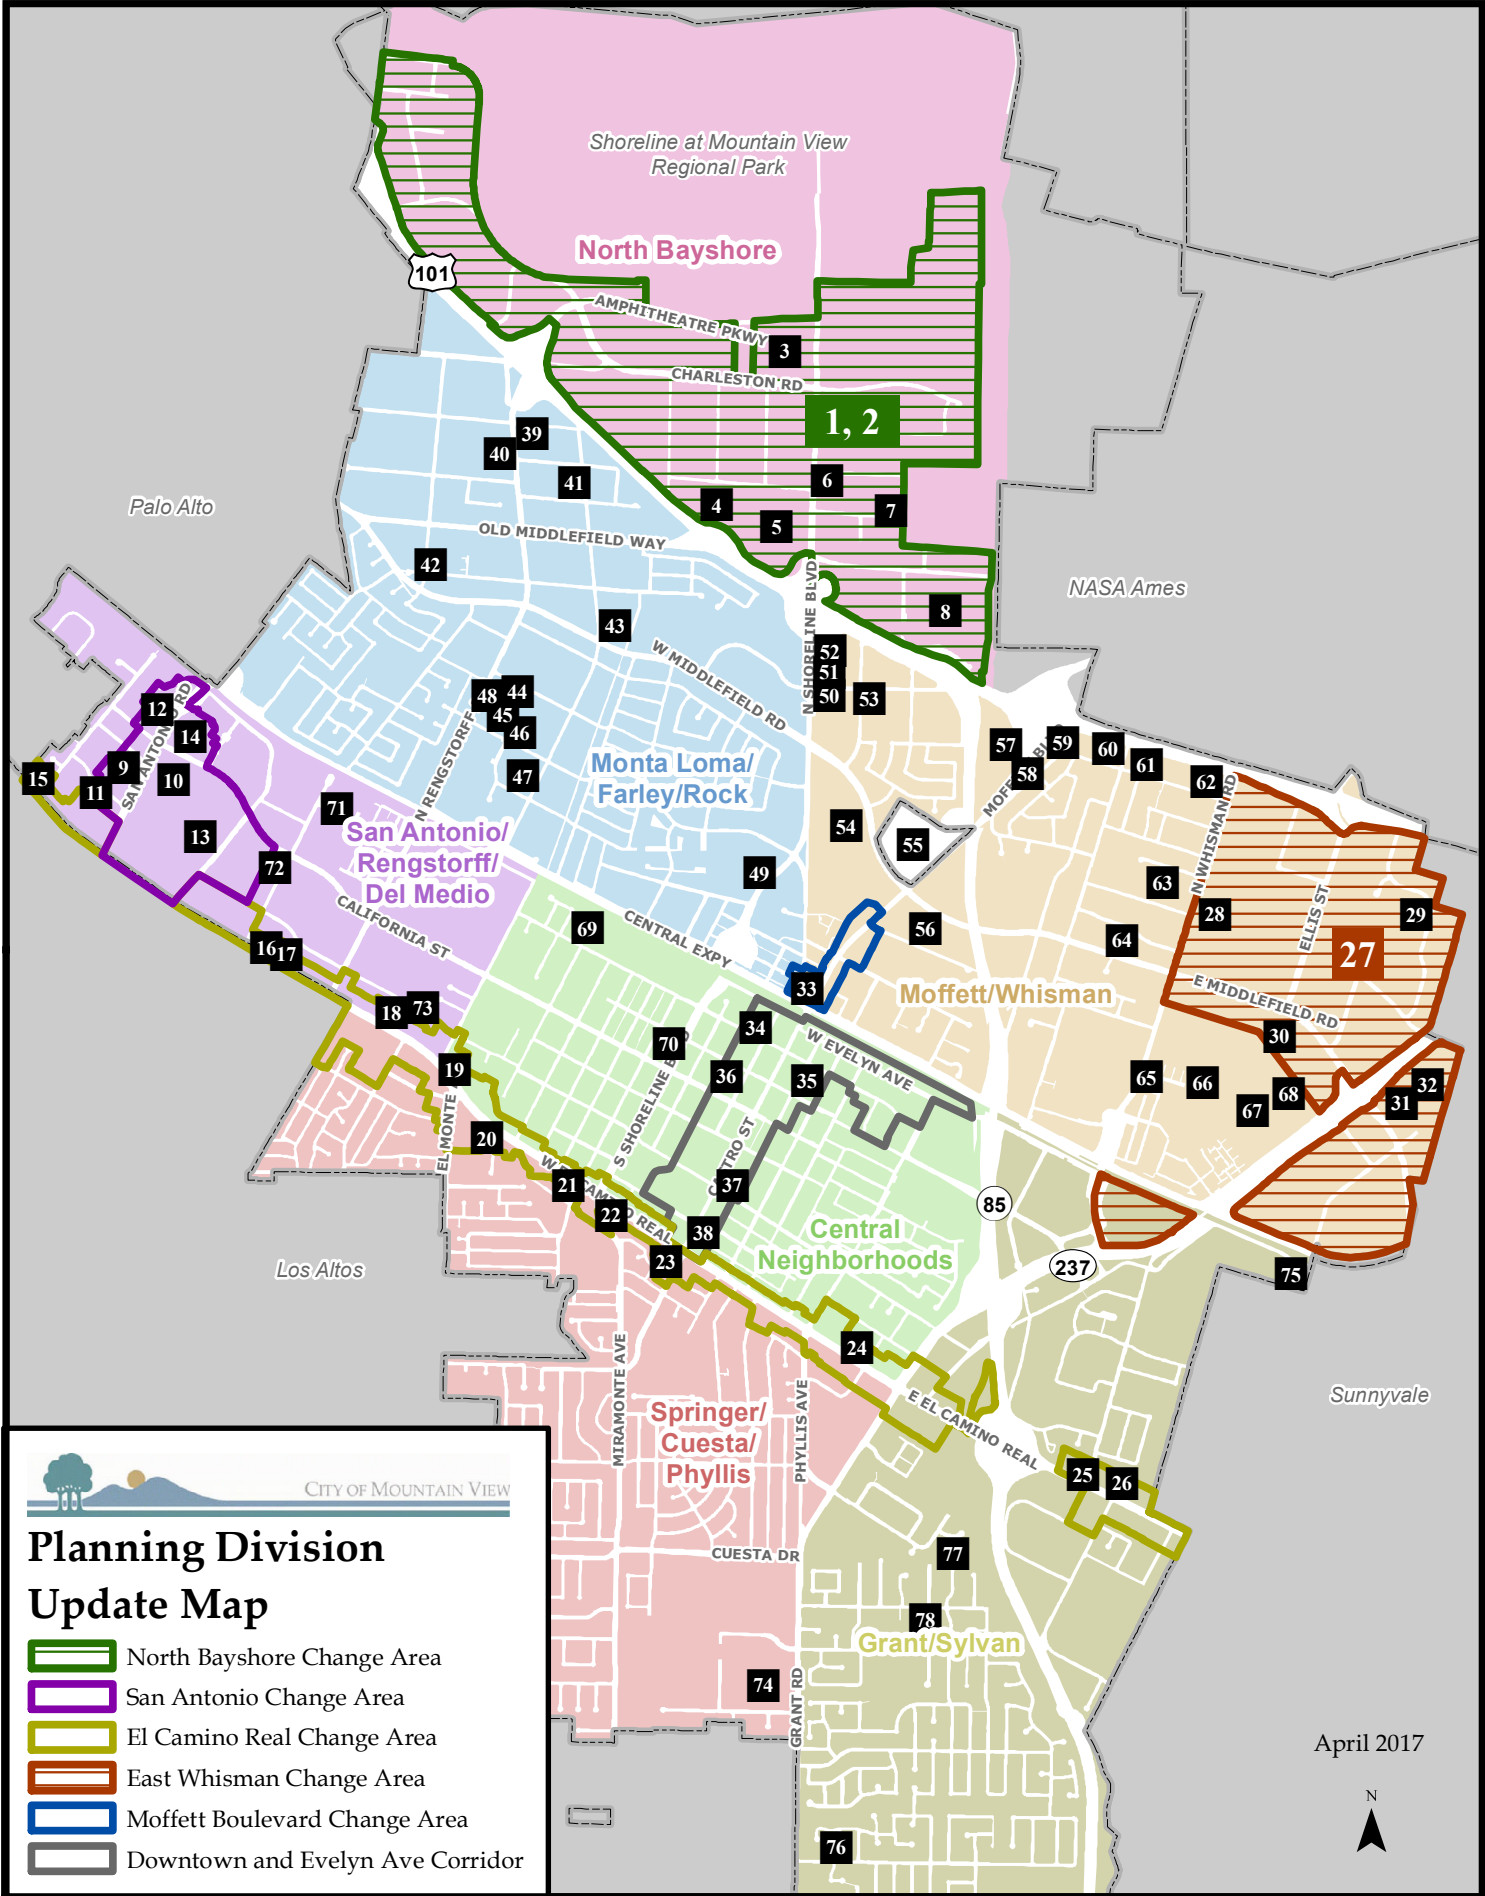 Shoreline at Mountain View
Regional Park
North Bayshore
101
AMPHITHEATRE PKWY
3
CHARLESTON RD
1, 2
39
40
41
6
4
5
7
Palo Alto
OLD MIDDLEFIELD WAY
42
NASA Ames
8
43
N SHORELINE BLVD
52
51
50
53
W MIDDLEFIELD RD
48
44
45
46
47
N RENGSTORFF
12
14
SAN ANTONIO RD
15
9
10
11
13
57
59
60
58
61
62
MOFFETT BLVD
N WHISMAN RD
Monta Loma/
Farley/Rock
71
San Antonio/
Rengstorff/
Del Medio
72
54
55
49
63
28
29
ELLIS ST
27
CALIFORNIA ST
69
CENTRAL EXPY
56
64
16
17
33
Moffett/Whisman
E MIDDLEFIELD RD
18
73
34
30
70
W EVELYN AVE
19
36
35
65
66
68
67
32
31
EL MONTE
20
S SHORELINE
CASTRO ST
21
W EL CAMINO REAL
37
22
38
85
Central
Neighborhoods
23
237
75
Los Altos
24
MIRAMONTE AVE
PHYLLIS AVE
Sunnyvale
Springer/
Cuesta/
Phyllis
E EL CAMINO REAL
25
26
CUESTA DR
77
78
Grant/Sylvan
74
GRANT RD
76
CITY OF MOUNTAIN VIEW
Planning Division
Update Map
North Bayshore Change Area
San Antonio Change Area
El Camino Real Change Area
East Whisman Change Area
Moffett Boulevard Change Area
Downtown and Evelyn Ave Corridor
April 2017
N